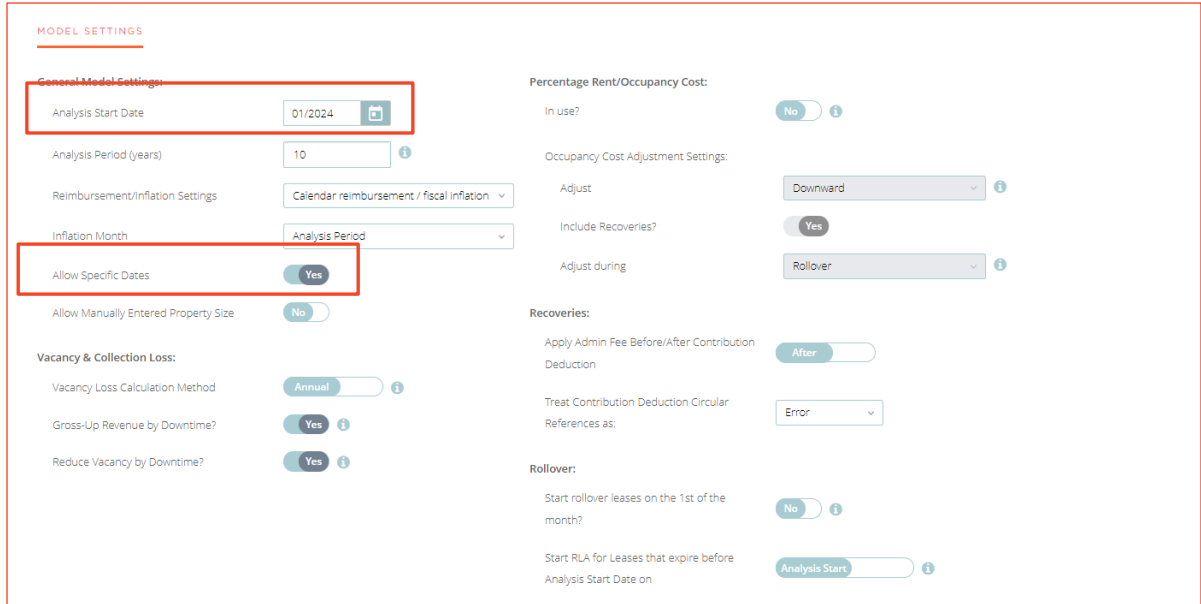 MODEL SETTINGS
General Model Settings:
Analysis Start Date
01/2024
Analysis Period (years)
10
Reimbursement/Inflation Settings
Calendar reimbursement / fiscal inflation
Inflation Month
Analysis Period
Allow Specific Dates
Yes
Allow Manually Entered Property Size
No
Vacancy & Collection Loss:
Vacancy Loss Calculation Method
Annual
Gross-Up Revenue by Downtime?
Yes
Reduce Vacancy by Downtime?
Yes
Percentage Rent/Occupancy Cost:
In use?
No
Occupancy Cost Adjustment Settings:
Adjust
Downward
Include Recoveries?
Yes
Adjust during
Rollover
Recoveries:
Apply Admin Fee Before/After Contribution
Deduction
After
Treat Contribution Deduction Circular
References as:
Error
Rollover:
Start rollover leases on the 1st of the
month?
No
Start RLA for Leases that expire before
Analysis Start Date on
Analysis Start